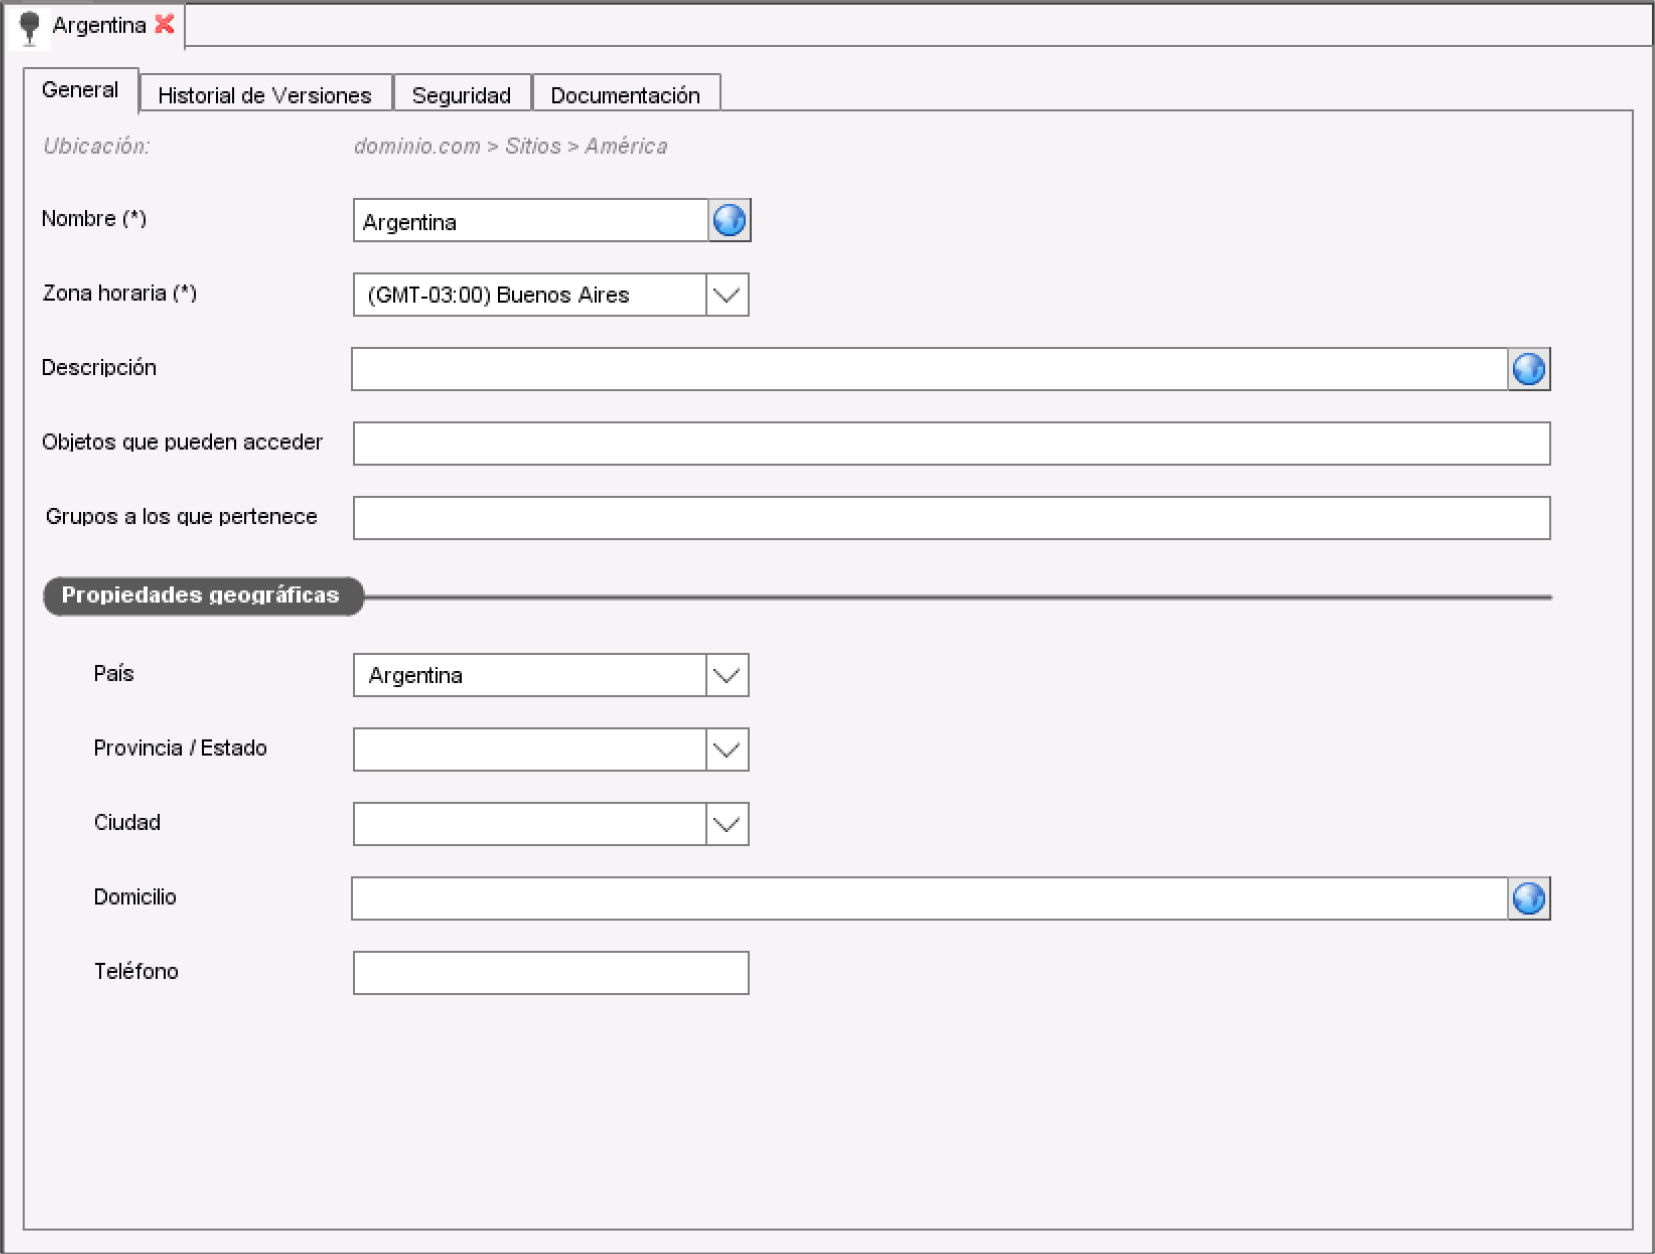 Argentina
General
Historial de Versiones
Seguridad
Documentación
Ubicación: dominio.com > Sitios > América
Nombre (*) Argentina
Zona horaria (*) (GMT-03:00) Buenos Aires
Descripción
Objetos que pueden acceder
Grupos a los que pertenece
Propiedades geográficas
País Argentina
Provincia / Estado
Ciudad
Domicilio
Teléfono